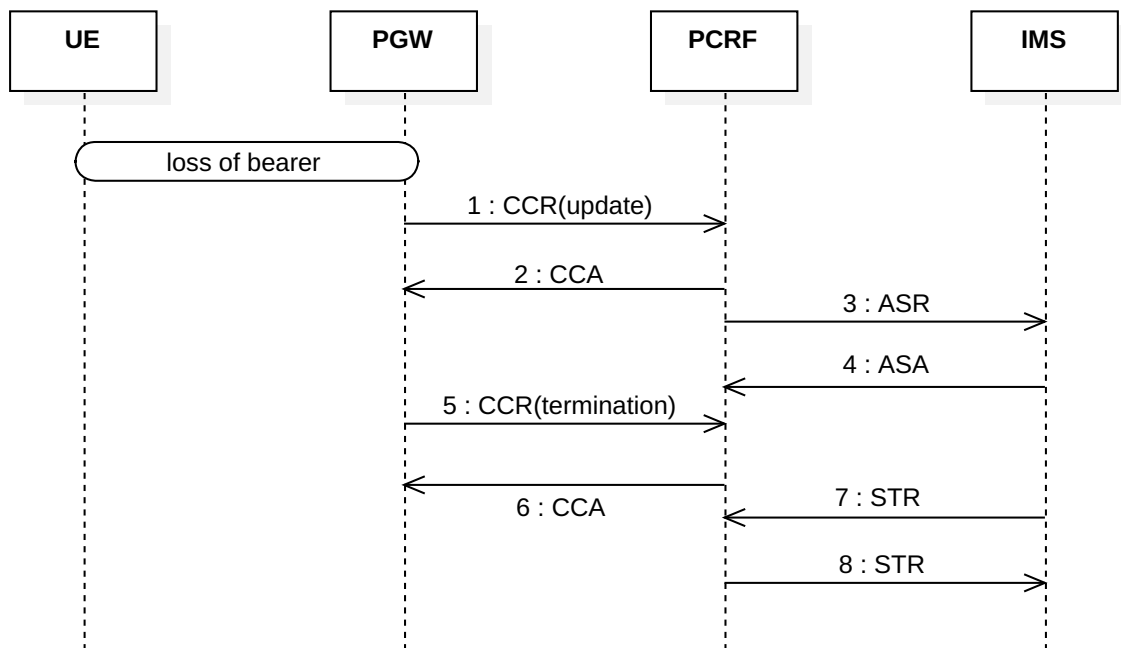 UE
PGW
PCRF
IMS
loss of bearer
1 : CCR(update)
2 : CCA
3 : ASR
4 : ASA
5 : CCR(termination)
6 : CCA
7 : STR
8 : STR